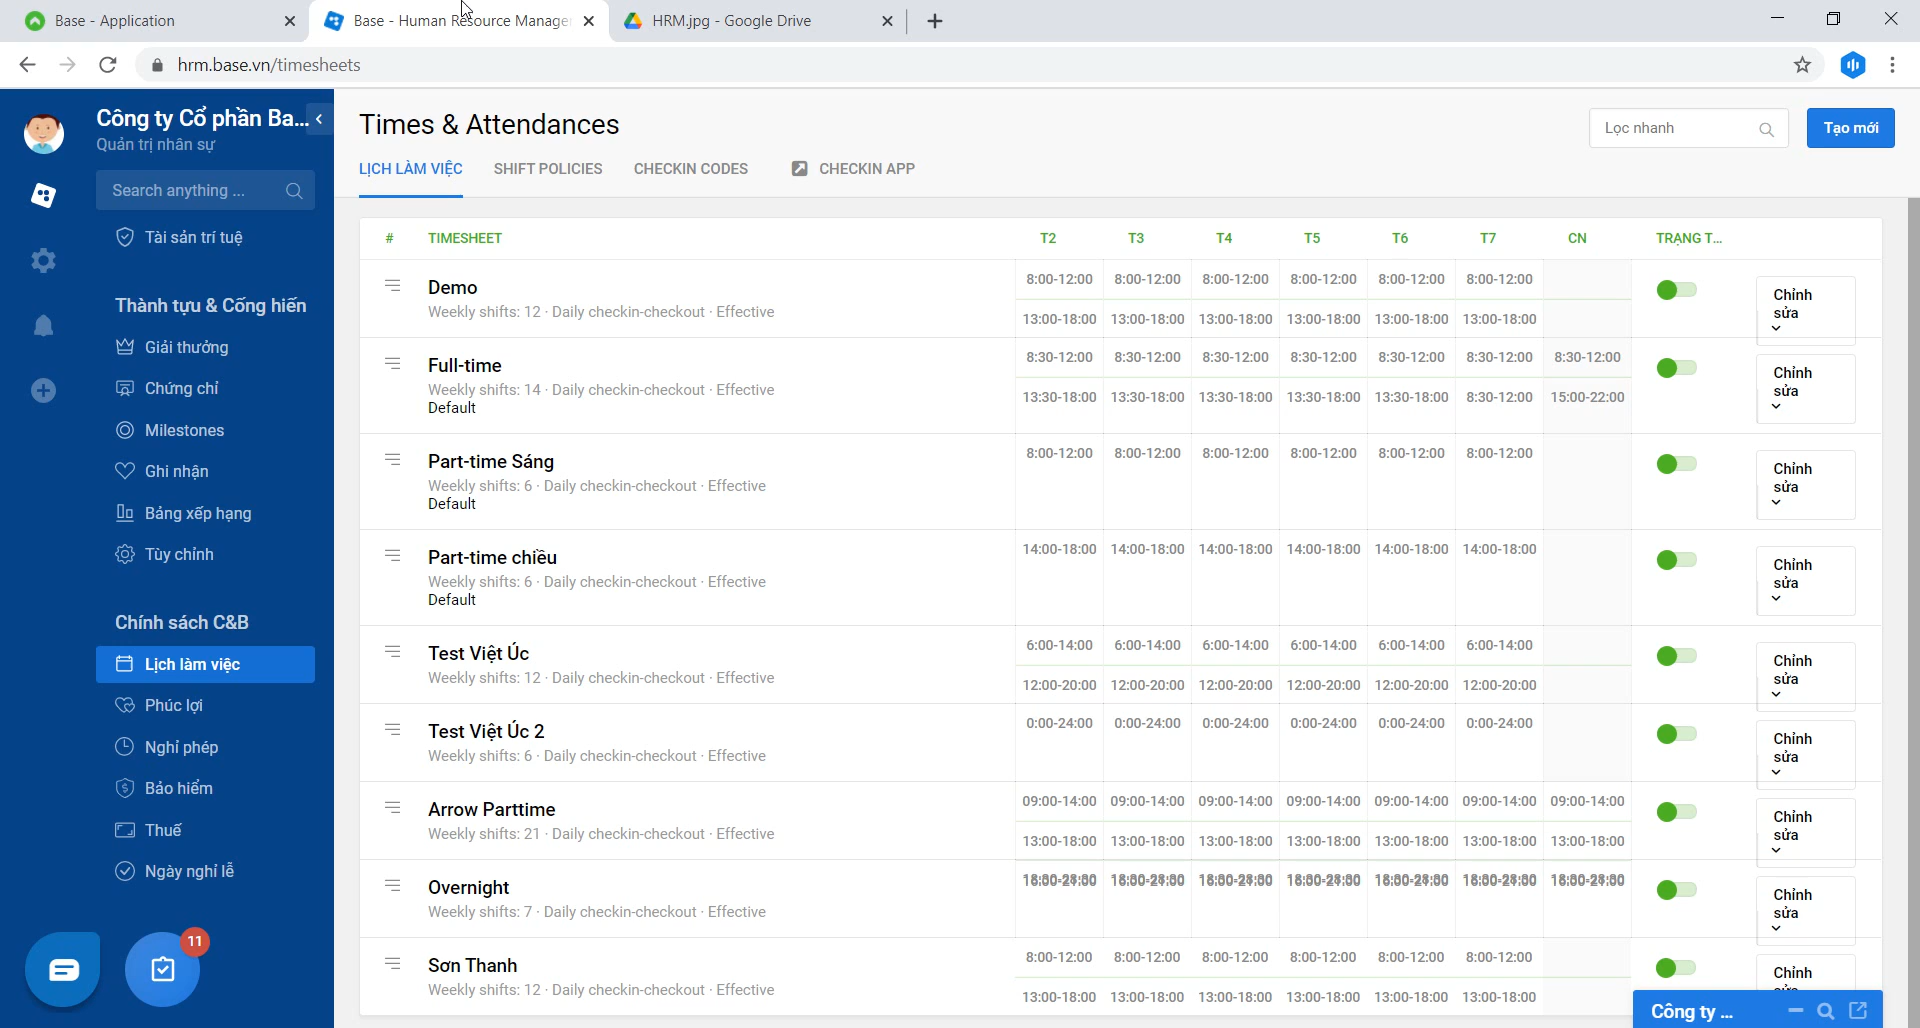 Base - Application
Base - Human Resource Manage
HRM.jpg - Google Drive
hrm.base.vn/timesheets
Công ty Cổ phần Ba...
Quản trị nhân sự
Search anything ...
Tài sản trí tuệ
Thành tựu & Cống hiến
Giải thưởng
Chứng chỉ
Milestones
Ghi nhận
Bảng xếp hạng
Tùy chỉnh
Chính sách C&B
Lịch làm việc
Phúc lợi
Nghỉ phép
Bảo hiểm
Thuế
Ngày nghỉ lễ
11
Times & Attendances
Lọc nhanh
Tạo mới
LỊCH LÀM VIỆC SHIFT POLICIES CHECKIN CODES CHECKIN APP
# TIMESHEET T2 T3 T4 T5 T6 T7 CN TRẠNG T...
Demo
Weekly shifts: 12 · Daily checkin-checkout · Effective
8:00-12:00 8:00-12:00 8:00-12:00 8:00-12:00 8:00-12:00 8:00-12:00
13:00-18:00 13:00-18:00 13:00-18:00 13:00-18:00 13:00-18:00 13:00-18:00
Chỉnh
sửa
Full-time
Weekly shifts: 14 · Daily checkin-checkout · Effective
Default
8:30-12:00 8:30-12:00 8:30-12:00 8:30-12:00 8:30-12:00 8:30-12:00 8:30-12:00
13:30-18:00 13:30-18:00 13:30-18:00 13:30-18:00 13:30-18:00 8:30-12:00 15:00-22:00
Chỉnh
sửa
Part-time Sáng
Weekly shifts: 6 · Daily checkin-checkout · Effective
Default
8:00-12:00 8:00-12:00 8:00-12:00 8:00-12:00 8:00-12:00 8:00-12:00
Chỉnh
sửa
Part-time chiều
Weekly shifts: 6 · Daily checkin-checkout · Effective
Default
14:00-18:00 14:00-18:00 14:00-18:00 14:00-18:00 14:00-18:00 14:00-18:00
Chỉnh
sửa
Test Việt Úc
Weekly shifts: 12 · Daily checkin-checkout · Effective
6:00-14:00 6:00-14:00 6:00-14:00 6:00-14:00 6:00-14:00 6:00-14:00
12:00-20:00 12:00-20:00 12:00-20:00 12:00-20:00 12:00-20:00 12:00-20:00
Chỉnh
sửa
Test Việt Úc 2
Weekly shifts: 6 · Daily checkin-checkout · Effective
0:00-24:00 0:00-24:00 0:00-24:00 0:00-24:00 0:00-24:00 0:00-24:00
Chỉnh
sửa
Arrow Parttime
Weekly shifts: 21 · Daily checkin-checkout · Effective
09:00-14:00 09:00-14:00 09:00-14:00 09:00-14:00 09:00-14:00 09:00-14:00 09:00-14:00
13:00-18:00 13:00-18:00 13:00-18:00 13:00-18:00 13:00-18:00 13:00-18:00 13:00-18:00
Chỉnh
sửa
Overnight
Weekly shifts: 7 · Daily checkin-checkout · Effective
Chỉnh
sửa
Sơn Thanh
Weekly shifts: 12 · Daily checkin-checkout · Effective
8:00-12:00 8:00-12:00 8:00-12:00 8:00-12:00 8:00-12:00 8:00-12:00
13:00-18:00 13:00-18:00 13:00-18:00 13:00-18:00 13:00-18:00 13:00-18:00
Chỉnh
Công ty ...